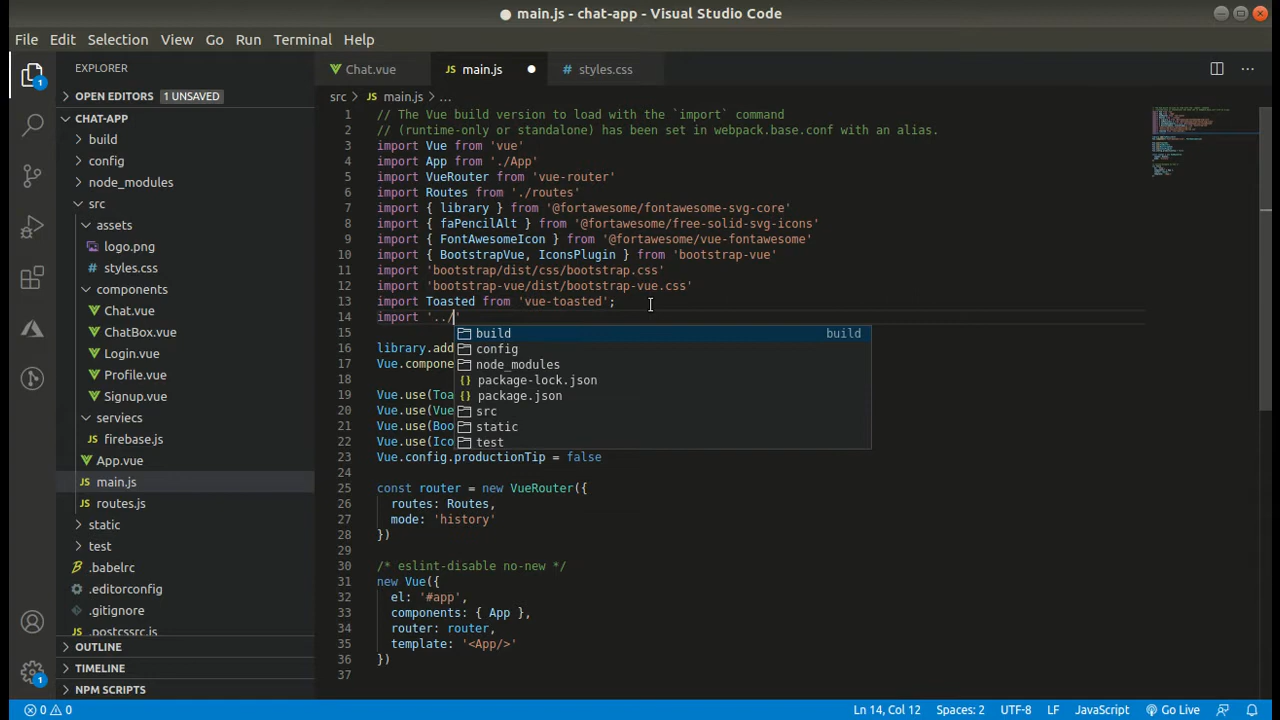 main.js - chat-app - Visual Studio Code
File Edit Selection View Go Run Terminal Help
EXPLORER
OPEN EDITORS 1 UNSAVED
CHAT-APP
build
config
node_modules
src
assets
logo.png
styles.css
components
Chat.vue
ChatBox.vue
Login.vue
Profile.vue
Signup.vue
serviecs
firebase.js
App.vue
JS main.js
JS routes.js
static
test
.babelrc
.editorconfig
.gitignore
.postcssrc.js
OUTLINE
TIMELINE
NPM SCRIPTS
1
1
Chat.vue JS main.js styles.css
src > JS main.js > ...
1 // The Vue build version to load with the `import` command
2 // (runtime-only or standalone) has been set in webpack.base.conf with an alias.
3 import Vue from 'vue'
4 import App from './App'
5 import VueRouter from 'vue-router'
6 import Routes from './routes'
7 import { library } from '@fortawesome/fontawesome-svg-core'
8 import { faPencilAlt } from '@fortawesome/free-solid-svg-icons'
9 import { FontAwesomeIcon } from '@fortawesome/vue-fontawesome'
10 import { BootstrapVue, IconsPlugin } from 'bootstrap-vue'
11 import 'bootstrap/dist/css/bootstrap.css'
12 import 'bootstrap-vue/dist/bootstrap-vue.css'
13 import Toasted from 'vue-toasted';
14 import '../'
15
16 library.add
17 Vue.compone
18
19 Vue.use(Toa
20 Vue.use(Vue
21 Vue.use(Boo
22 Vue.use(Ico
23 Vue.config.productionTip = false
24
25 const router = new VueRouter({
26 routes: Routes,
27 mode: 'history'
28 })
29
30 /* eslint-disable no-new */
31 new Vue({
32 el: '#app',
33 components: { App },
34 router: router,
35 template: '<App/>'
36 })
37
build build
config
node_modules
{} package-lock.json
{} package.json
src
static
test
0 0 Ln 14, Col 12 Spaces: 2 UTF-8 LF JavaScript Go Live